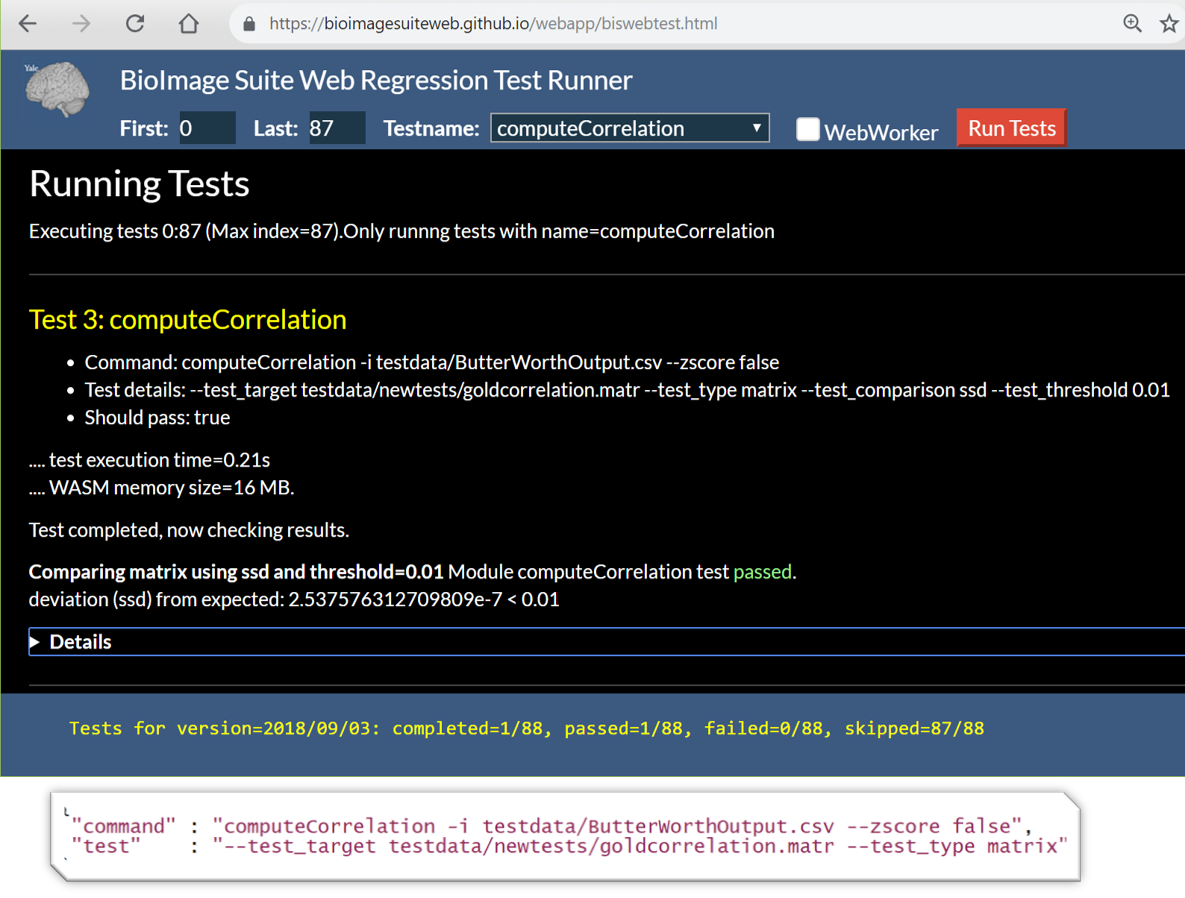 https://bioimagesuiteweb.github.io/webapp/biswebtest.html
Yale
BioImage Suite Web Regression Test Runner
First: 0 Last: 87 Testname: computeCorrelation WebWorker Run Tests
Running Tests
Executing tests 0:87 (Max index=87).Only runnng tests with name=computeCorrelation
Test 3: computeCorrelation
• Command: computeCorrelation -i testdata/ButterWorthOutput.csv --zscore false
• Test details: --test_target testdata/newtests/goldcorrelation.matr --test_type matrix --test_comparison ssd --test_threshold 0.01
• Should pass: true
.... test execution time=0.21s
.... WASM memory size=16 MB.
Test completed, now checking results.
Comparing matrix using ssd and threshold=0.01 Module computeCorrelation test passed.
deviation (ssd) from expected: 2.537576312709809e-7 < 0.01
Details
Tests for version=2018/09/03: completed=1/88, passed=1/88, failed=0/88, skipped=87/88
"command" : "computeCorrelation -i testdata/ButterWorthOutput.csv --zscore false",
"test" : "--test_target testdata/newtests/goldcorrelation.matr --test_type matrix"